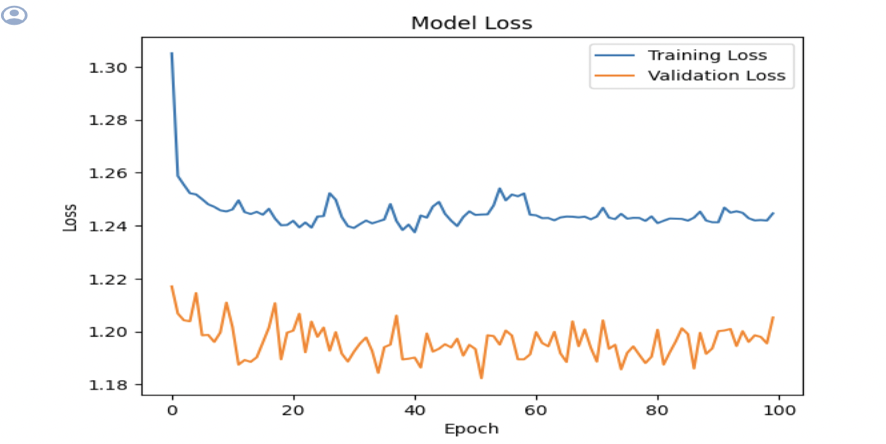 Model Loss
Training Loss
Validation Loss
1.30
1.28
1.26
1.24
1.22
1.20
1.18
Loss
0 20 40 60 80 100
Epoch